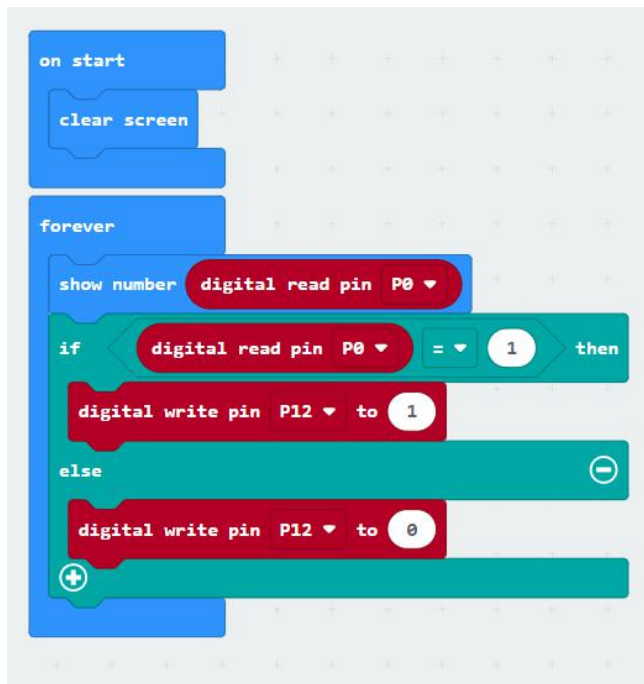 on start
clear screen
forever
show number digital read pin P0
if digital read pin P0 = 1 then
digital write pin P12 to 1
else
digital write pin P12 to 0